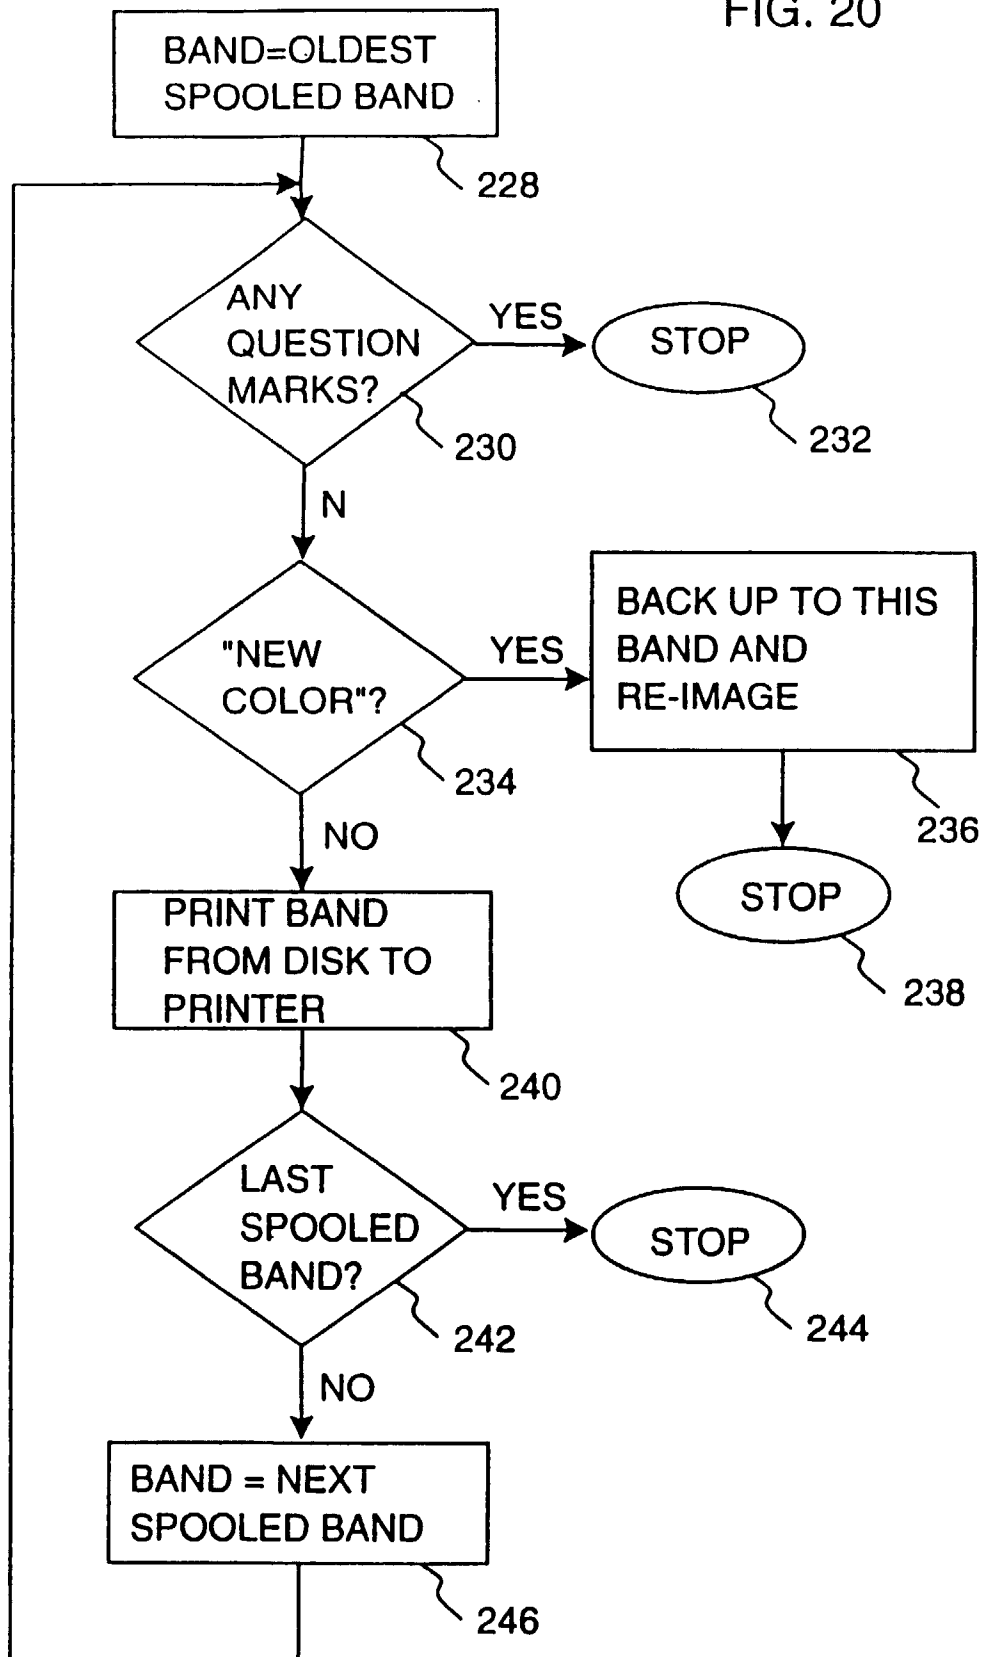 FIG. 20
BAND=OLDEST
SPOOLED BAND
228
ANY
QUESTION
MARKS?
YES
STOP
230
232
N
"NEW
COLOR"?
YES
BACK UP TO THIS
BAND AND
RE-IMAGE
234
236
NO
STOP
238
PRINT BAND
FROM DISK TO
PRINTER
240
LAST
SPOOLED
BAND?
YES
STOP
242
244
NO
BAND = NEXT
SPOOLED BAND
246